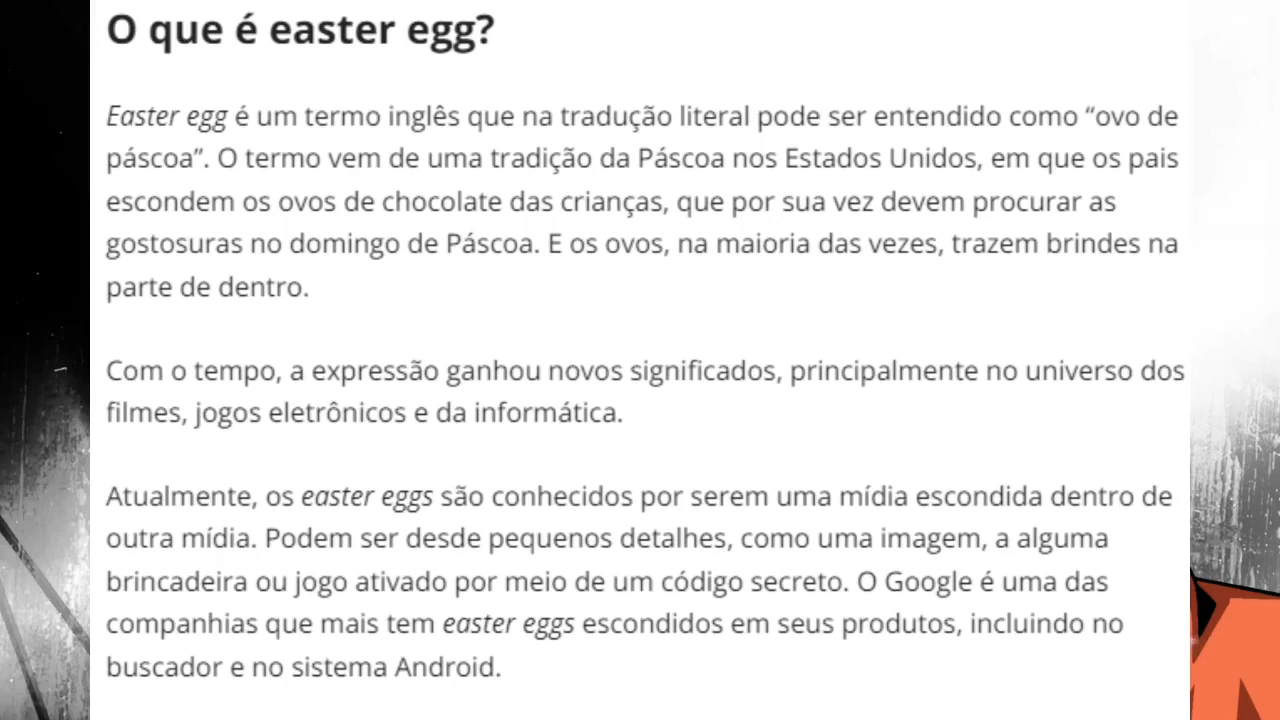 O que é easter egg?
Easter egg é um termo inglês que na tradução literal pode ser entendido como “ovo de
páscoa”. O termo vem de uma tradição da Páscoa nos Estados Unidos, em que os pais
escondem os ovos de chocolate das crianças, que por sua vez devem procurar as
gostosuras no domingo de Páscoa. E os ovos, na maioria das vezes, trazem brindes na
parte de dentro.
Com o tempo, a expressão ganhou novos significados, principalmente no universo dos
filmes, jogos eletrônicos e da informática.
Atualmente, os easter eggs são conhecidos por serem uma mídia escondida dentro de
outra mídia. Podem ser desde pequenos detalhes, como uma imagem, a alguma
brincadeira ou jogo ativado por meio de um código secreto. O Google é uma das
companhias que mais tem easter eggs escondidos em seus produtos, incluindo no
buscador e no sistema Android.